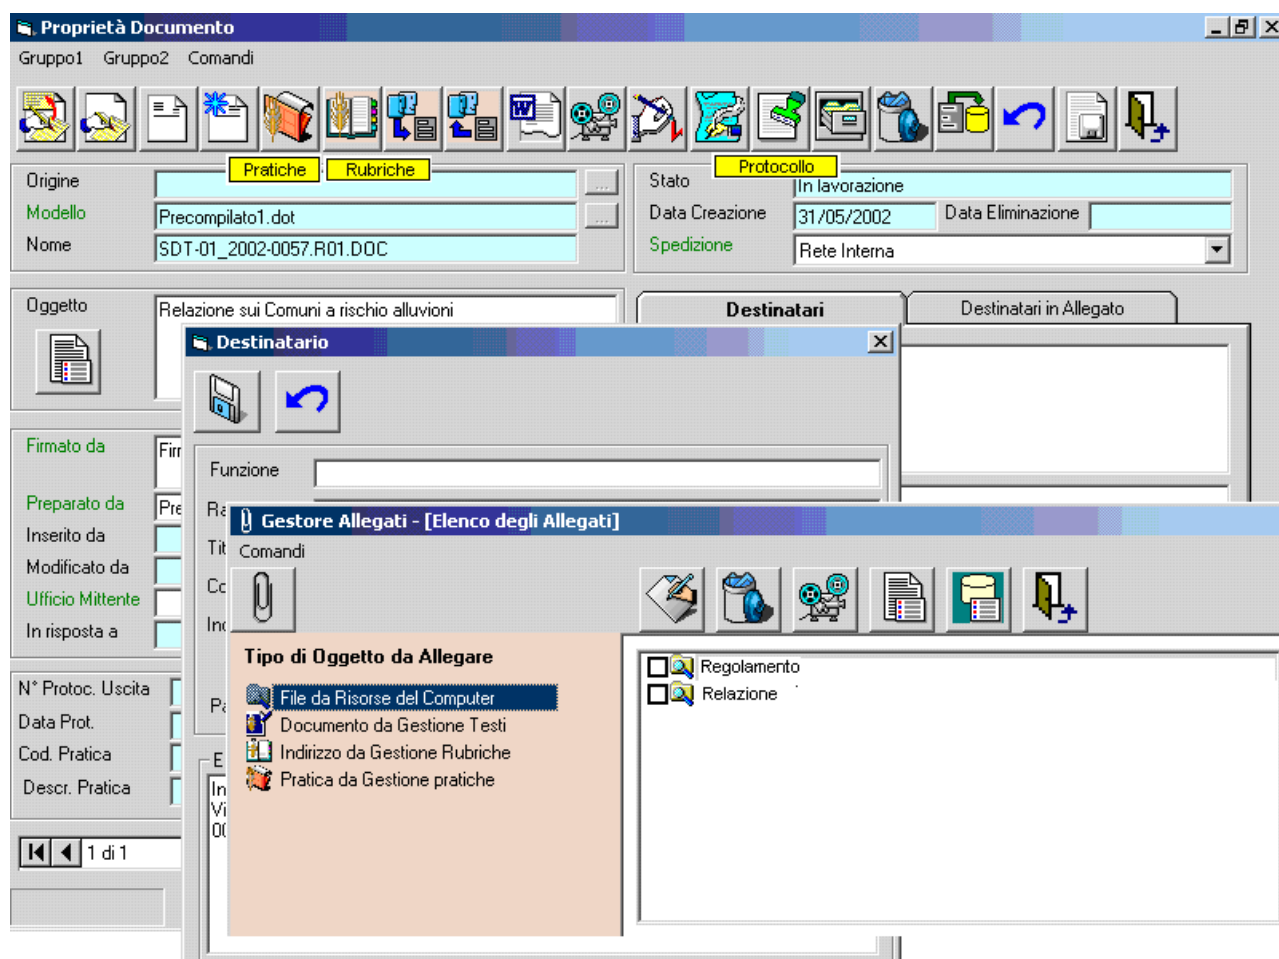 Proprietà Documento
Gruppo1 Gruppo2 Comandi
Pratiche Rubriche Protocollo
Origine
Modello Precompilato1.dot
Nome SDT-01_2002-0057.R01.DOC
Stato In lavorazione
Data Creazione 31/05/2002 Data Eliminazione
Spedizione Rete Interna
Oggetto Relazione sui Comuni a rischio alluvioni
Destinatari Destinatari in Allegato
Firmato da
Preparato da
Inserito da
Modificato da
Ufficio Mittente
In risposta a
N° Protoc. Uscita
Data Prot.
Cod. Pratica
Descr. Pratica
1 di 1
Destinatario
Funzione
Gestore Allegati - [Elenco degli Allegati]
Comandi
Tipo di Oggetto da Allegare
File da Risorse del Computer
Documento da Gestione Testi
Indirizzo da Gestione Rubriche
Pratica da Gestione pratiche
Regolamento
Relazione